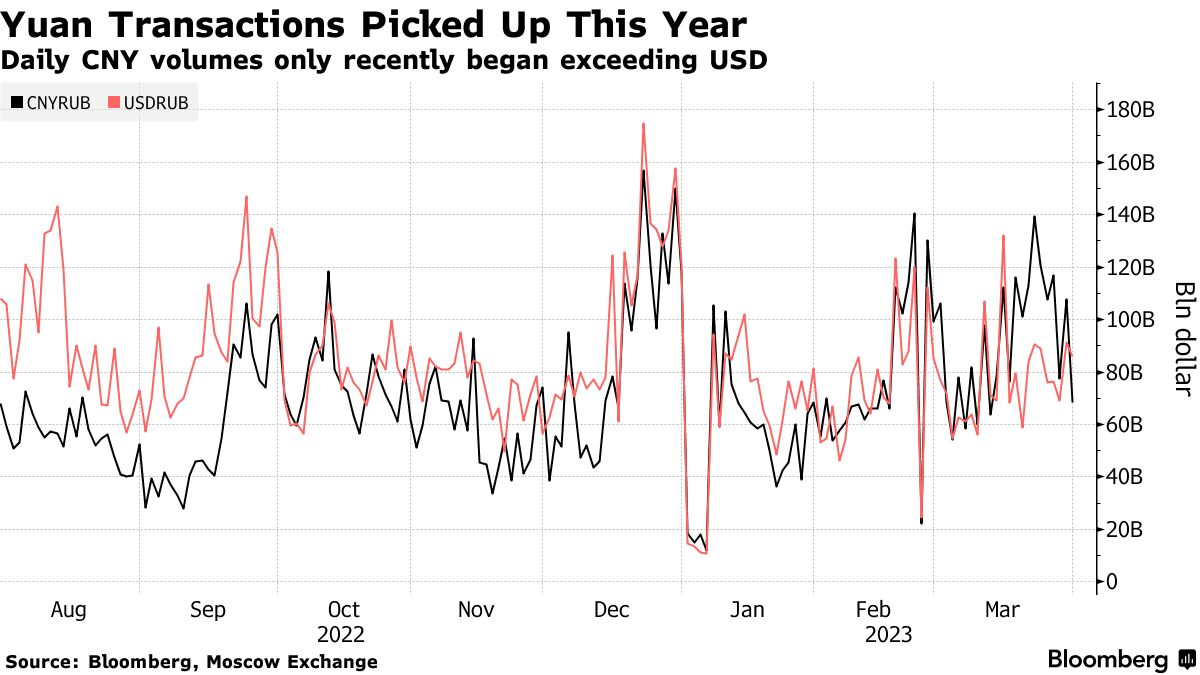 Yuan Transactions Picked Up This Year
Daily CNY volumes only recently began exceeding USD
CNYRUB USDRUB
180B
160B
140B
120B
100B
80B
60B
40B
20B
0
Bln dollar
Aug Sep Oct Nov Dec Jan Feb Mar
2022 2023
Source: Bloomberg, Moscow Exchange
Bloomberg